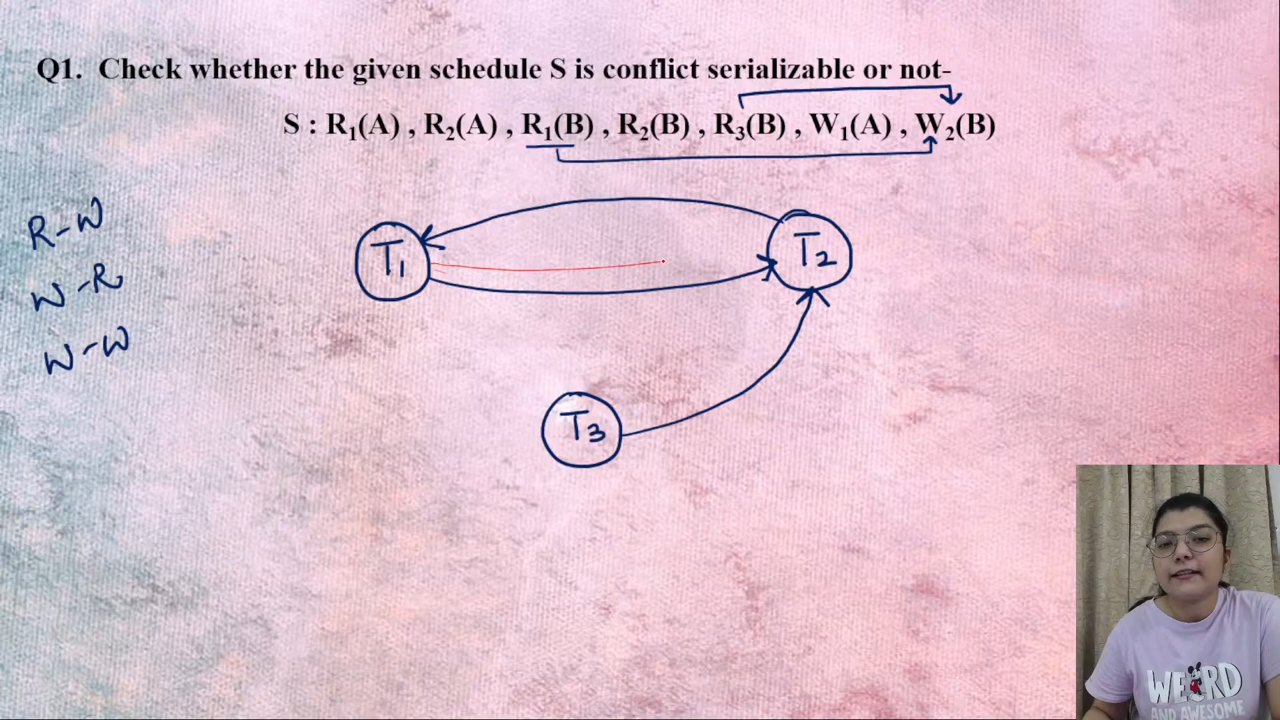 Q1. Check whether the given schedule S is conflict serializable or not-
S : R₁(A) , R₂(A) , R₁(B) , R₂(B) , R₃(B) , W₁(A) , W₂(B)
R-W
W-R
W-W
T₁
T₂
T₃
WEIRD
AND AWESOME